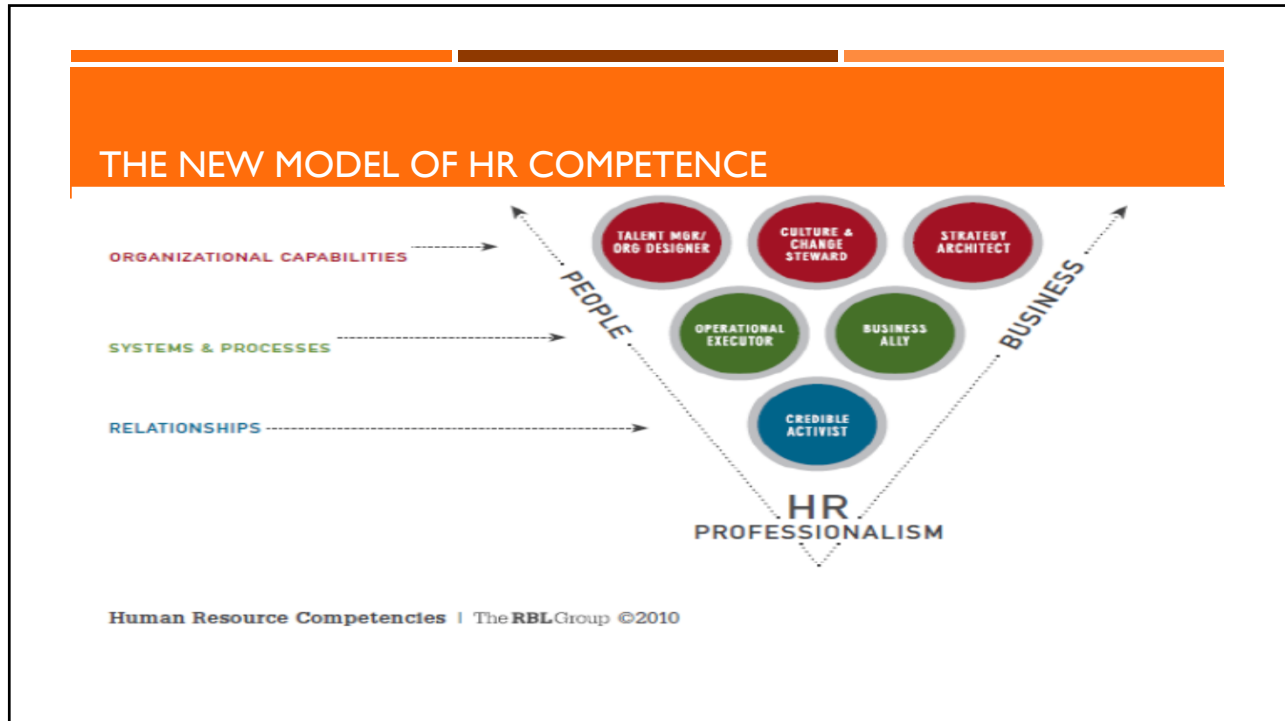 THE NEW MODEL OF HR COMPETENCE
ORGANIZATIONAL CAPABILITIES
TALENT MGR/
ORG DESIGNER
CULTURE &
CHANGE
STEWARD
STRATEGY
ARCHITECT
PEOPLE
BUSINESS
SYSTEMS & PROCESSES
OPERATIONAL
EXECUTOR
BUSINESS
ALLY
RELATIONSHIPS
CREDIBLE
ACTIVIST
HR
PROFESSIONALISM
Human Resource Competencies | The RBL Group ©2010